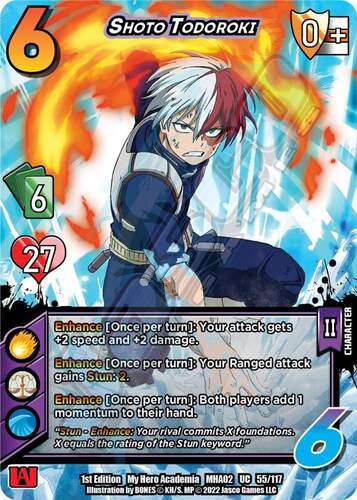 6
SHOTO TODOROKI
0+
6
27
Enhance [Once per turn]: Your attack gets
+2 speed and +2 damage.
Enhance [Once per turn]: Your Ranged attack
gains Stun: 2.
Enhance [Once per turn]: Both players add 1
momentum to their hand.
"Stun - Enhance: Your rival commits X foundations.
X equals the rating of the Stun keyword."
II
CHARACTER
6
1st Edition | My Hero Academia | MHA02 | UC | 55/117
Illustration by BONES © KH/S. MP © 2022 Jasco Games LLC